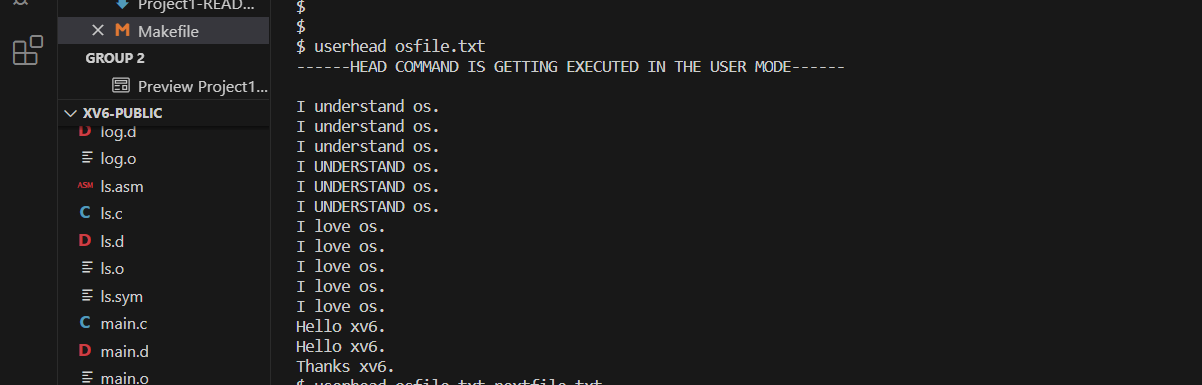 Project1-READ...
Makefile
GROUP 2
Preview Project1...
XV6-PUBLIC
D log.d
log.o
ASM ls.asm
C ls.c
D ls.d
ls.o
ls.sym
C main.c
D main.d
main.o
$
$
$ userhead osfile.txt
------HEAD COMMAND IS GETTING EXECUTED IN THE USER MODE------
I understand os.
I understand os.
I understand os.
I UNDERSTAND os.
I UNDERSTAND os.
I UNDERSTAND os.
I love os.
I love os.
I love os.
I love os.
I love os.
Hello xv6.
Hello xv6.
Thanks xv6.
$ userhead osfile.txt nextfile.txt